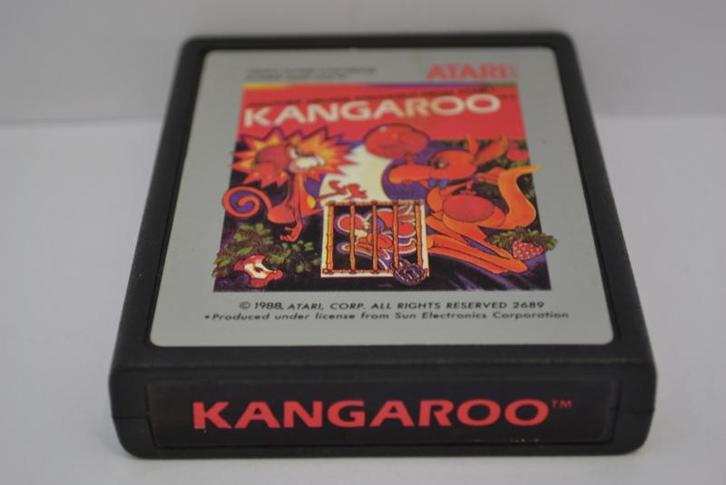 ATARI
KANGAROO
© 1988, ATARI, CORP. ALL RIGHTS RESERVED 2689
•Produced under license from Sun Electronics Corporation
KANGAROO™